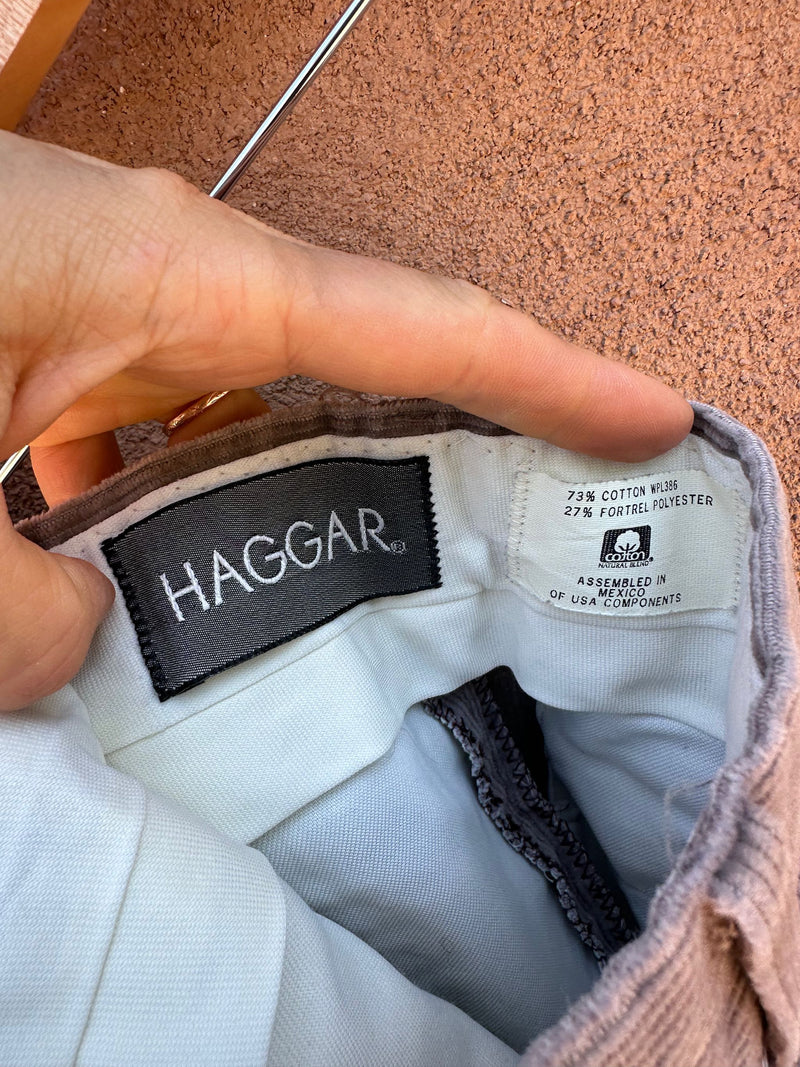 HAGGAR®
73% COTTON WPL386
27% FORTREL POLYESTER
cotton
NATURAL BLEND
ASSEMBLED IN
MEXICO
OF USA COMPONENTS